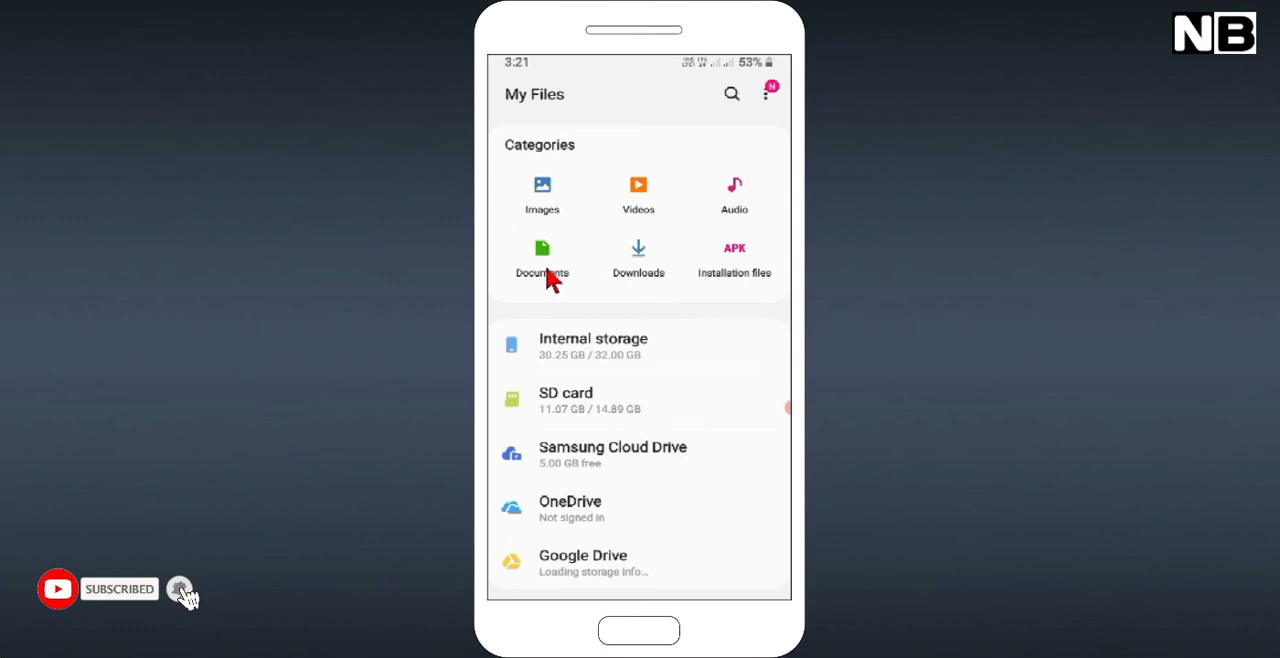 NB
3:21
53%
My Files
N
Categories
Images
Videos
Audio
Documents
APK
Downloads
Installation files
Internal storage
30.25 GB / 32.00 GB
SD card
11.07 GB / 14.89 GB
Samsung Cloud Drive
5.00 GB free
OneDrive
Not signed in
Google Drive
Loading storage info...
SUBSCRIBED